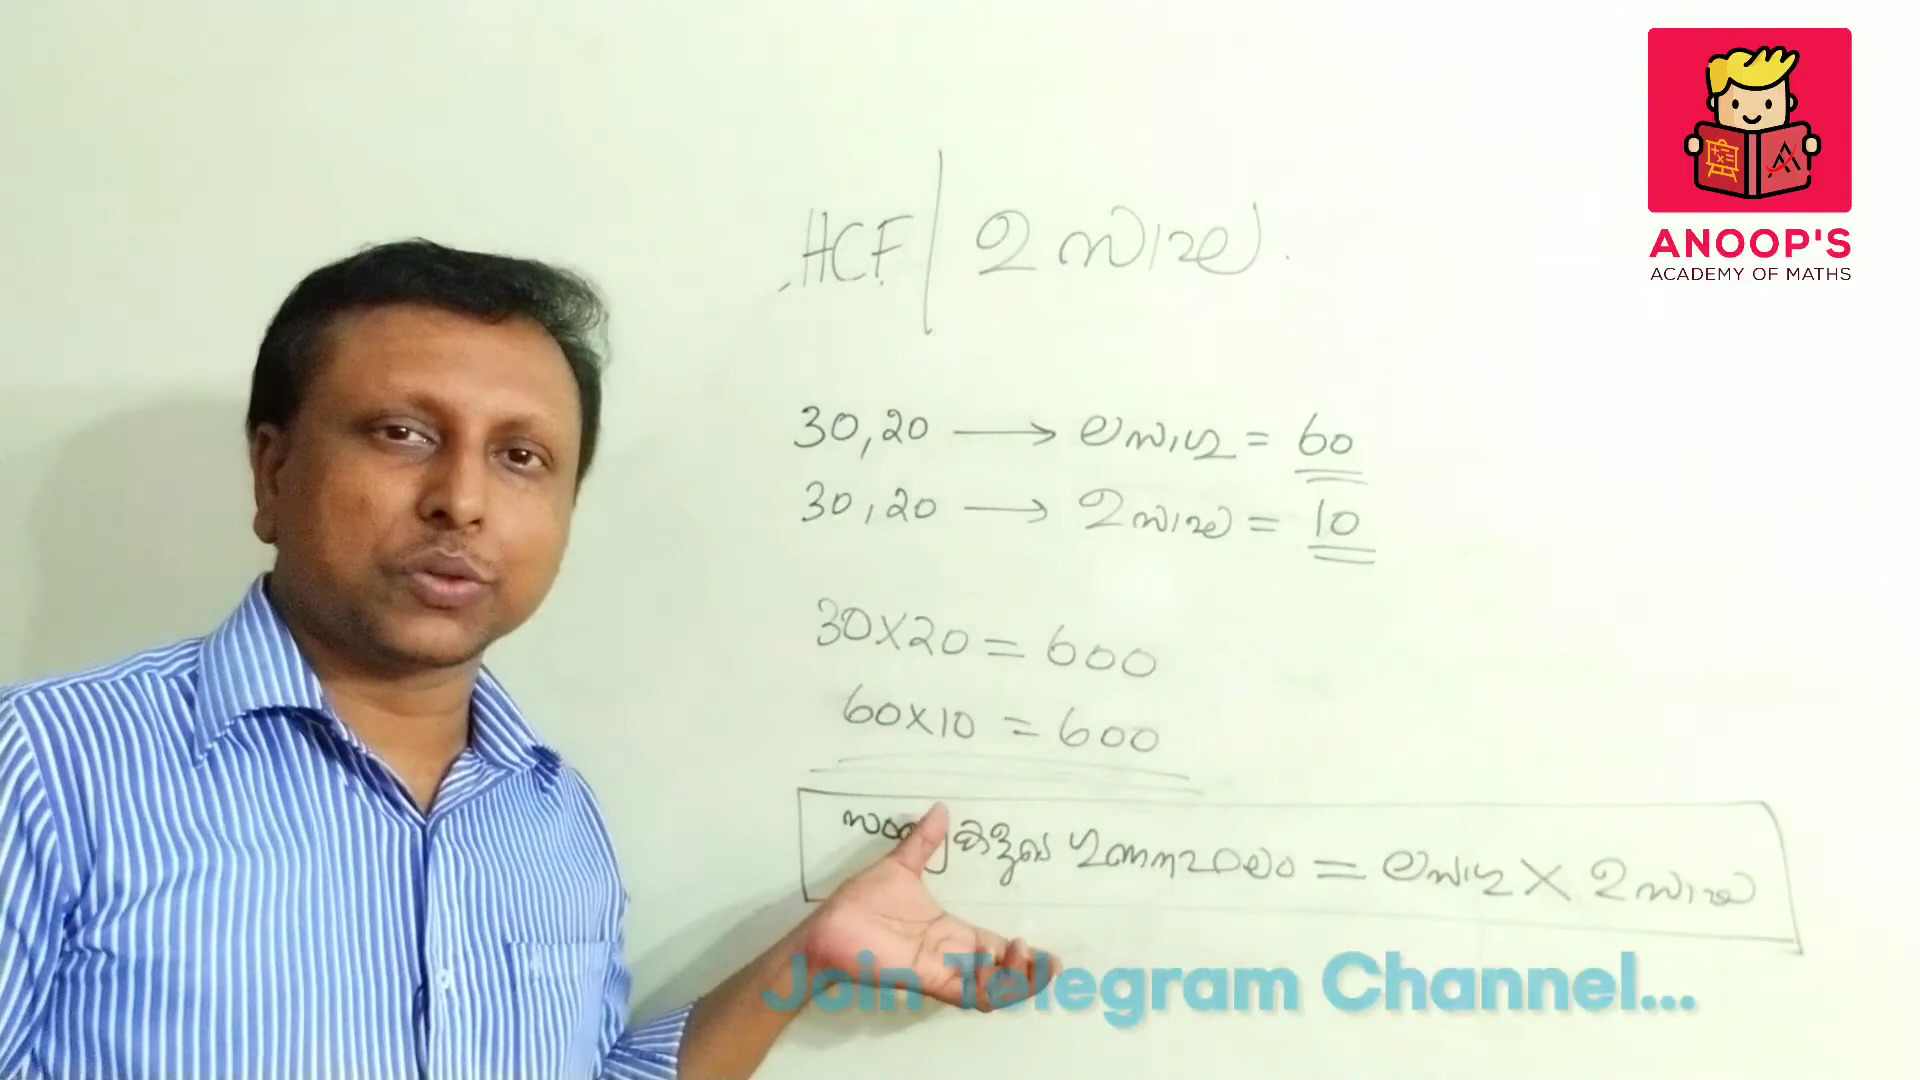 ANOOP'S
ACADEMY OF MATHS
HCF | ഉസാഘ
30,20 → ലസാഗു = 60
30,20 → ഉസാഘ = 10
30×20 = 600
60×10 = 600
ഗുണനഫലം = ലസാഗു × ഉസാഘ
Join Telegram Channel...